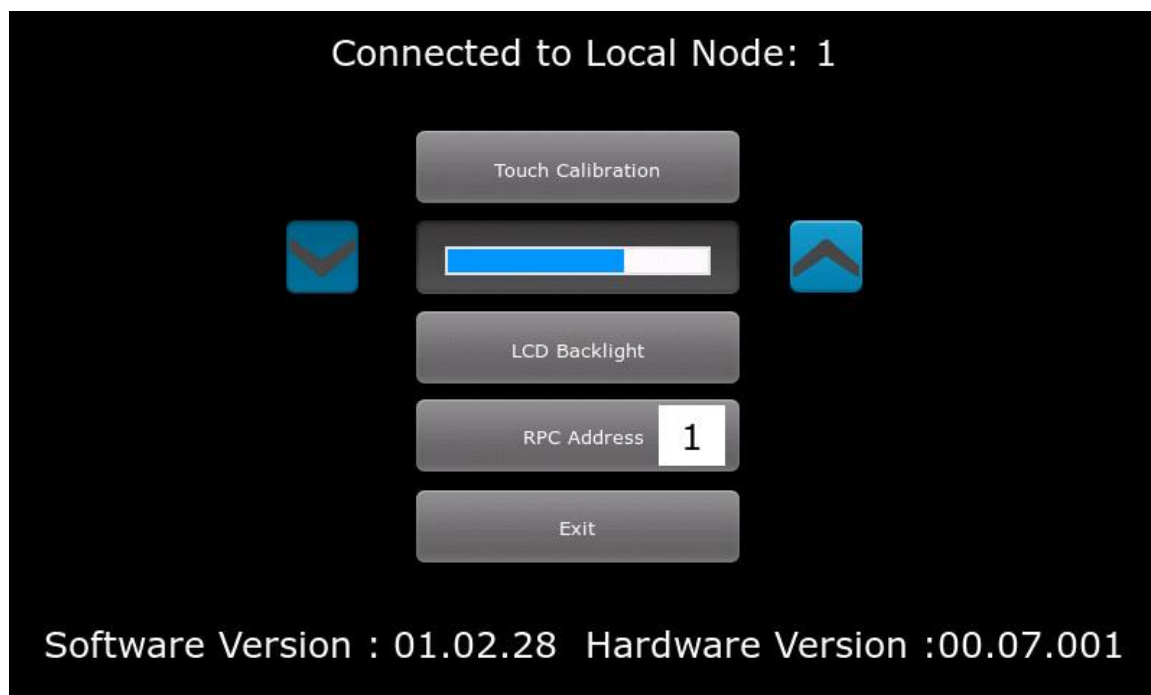 Connected to Local Node: 1
Touch Calibration
LCD Backlight
RPC Address 1
Exit
Software Version : 01.02.28 Hardware Version :00.07.001